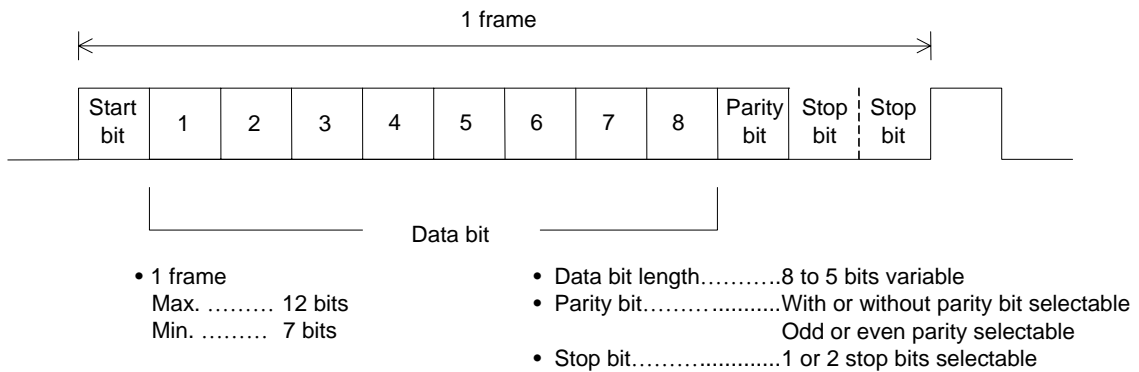 1 frame
Start bit 1 2 3 4 5 6 7 8 Parity bit Stop bit Stop bit
Data bit
• 1 frame
Max. ......... 12 bits
Min. ......... 7 bits
• Data bit length...........8 to 5 bits variable
• Parity bit....................With or without parity bit selectable
Odd or even parity selectable
• Stop bit......................1 or 2 stop bits selectable